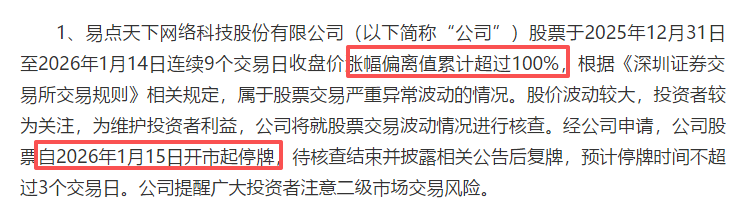 1、易点天下网络科技股份有限公司（以下简称“公司”）股票于2025年12月31日
至2026年1月14日连续9个交易日收盘价涨幅偏离值累计超过100%，根据《深圳证券交
易所交易规则》相关规定，属于股票交易严重异常波动的情况。股价波动较大，投资者较
为关注，为维护投资者利益，公司将就股票交易波动情况进行核查。经公司申请，公司股
票自2026年1月15日开市起停牌，待核查结束并披露相关公告后复牌，预计停牌时间不超
过3个交易日。公司提醒广大投资者注意二级市场交易风险。